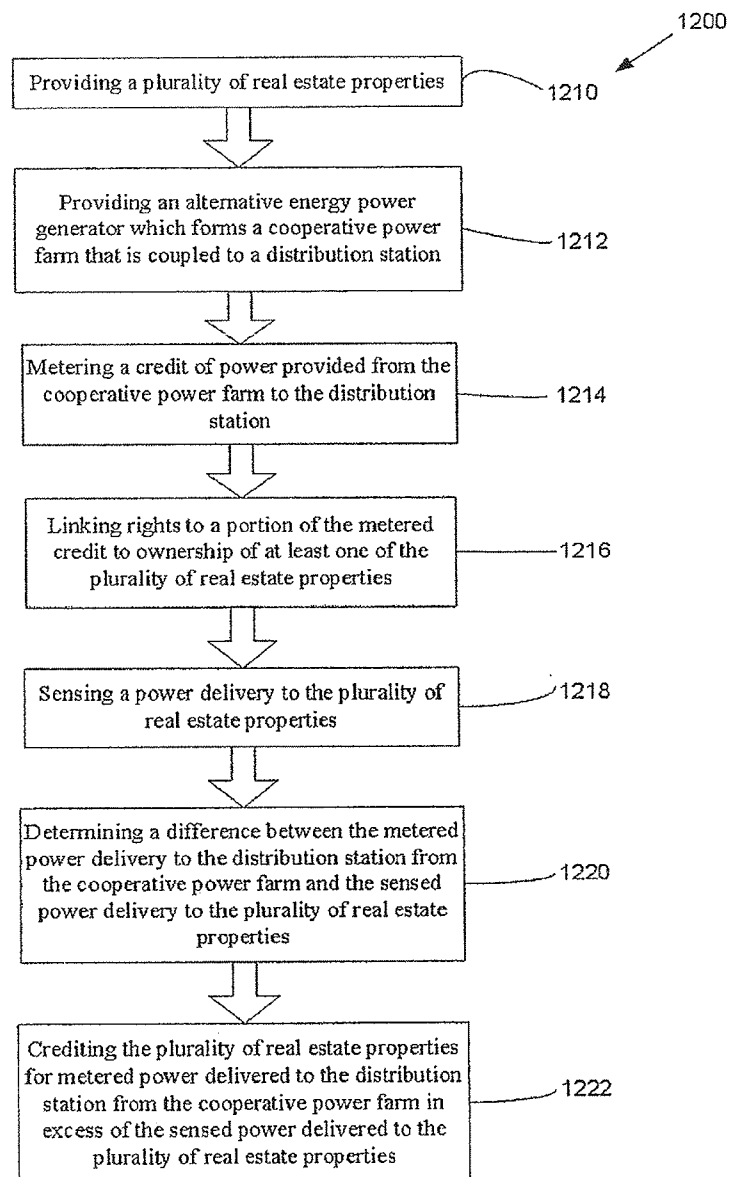 1200
Providing a plurality of real estate properties
1210
Providing an alternative energy power
generator which forms a cooperative power
farm that is coupled to a distribution station
1212
Metering a credit of power provided from the
cooperative power farm to the distribution
station
1214
Linking rights to a portion of the metered
credit to ownership of at least one of the
plurality of real estate properties
1216
Sensing a power delivery to the plurality of
real estate properties
1218
Determining a difference between the metered
power delivery to the distribution station from
the cooperative power farm and the sensed
power delivery to the plurality of real estate
properties
1220
Crediting the plurality of real estate properties
for metered power delivered to the distribution
station from the cooperative power farm in
excess of the sensed power delivered to the
plurality of real estate properties
1222